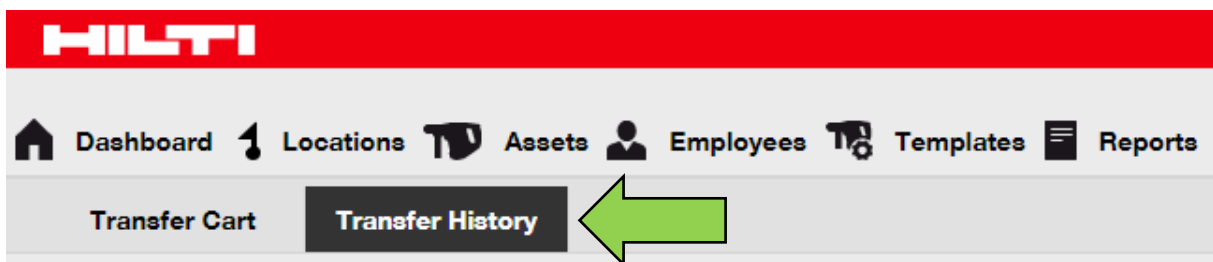 HILTI
Dashboard Locations Assets Employees Templates Reports
Transfer Cart Transfer History